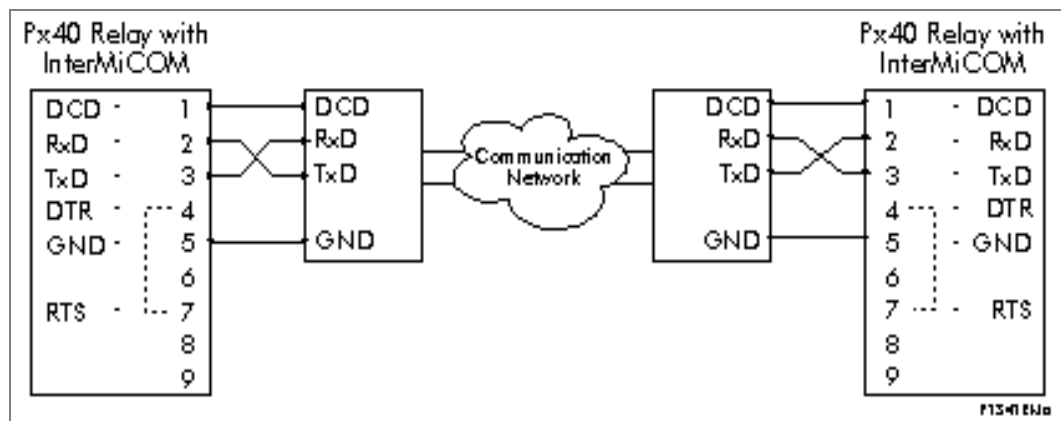 Px40 Relay with
InterMiCOM
DCD - 1
RxD - 2
TxD - 3
DTR - 4
GND - 5
6
RTS - 7
8
9
DCD
RxD
TxD
GND
Communication
Network
DCD
RxD
TxD
GND
Px40 Relay with
InterMiCOM
1 - DCD
2 - RxD
3 - TxD
4 - DTR
5 - GND
6
7 - RTS
8
9